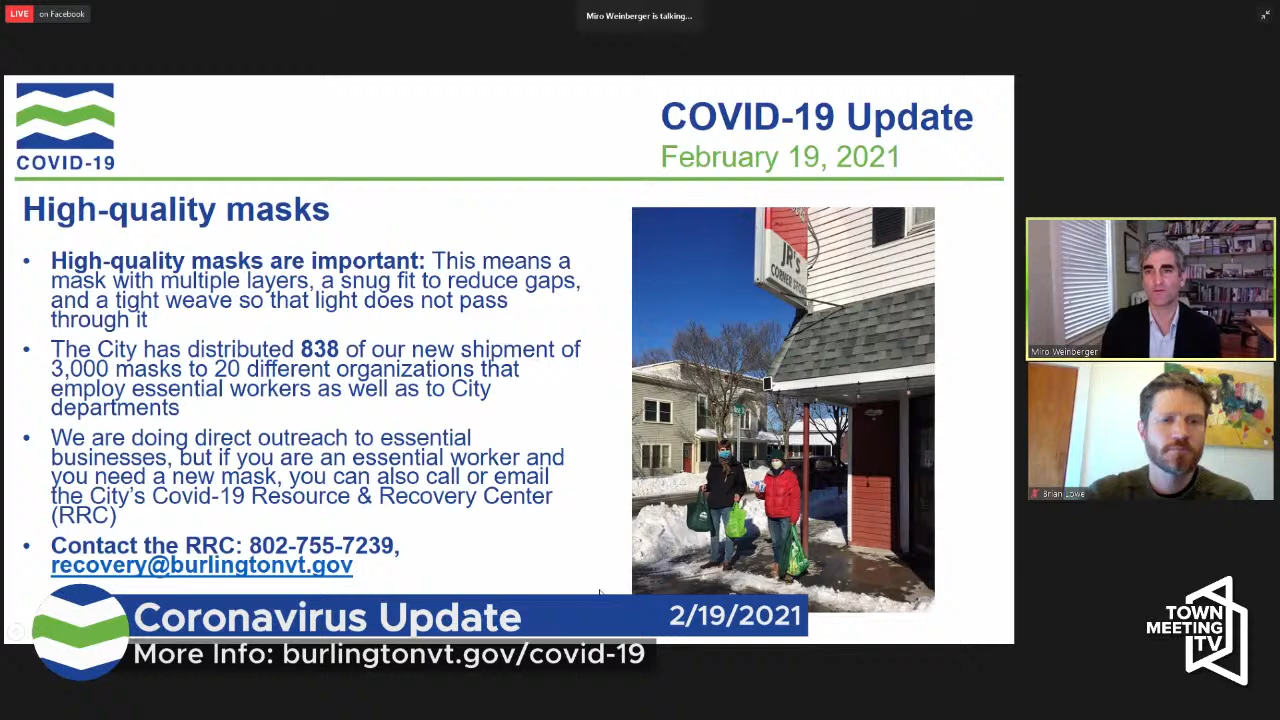 LIVE on Facebook
Miro Weinberger is talking...
COVID-19
COVID-19 Update
February 19, 2021
High-quality masks
• High-quality masks are important: This means a
mask with multiple layers, a snug fit to reduce gaps,
and a tight weave so that light does not pass
through it
• The City has distributed 838 of our new shipment of
3,000 masks to 20 different organizations that
employ essential workers as well as to City
departments
• We are doing direct outreach to essential
businesses, but if you are an essential worker and
you need a new mask, you can also call or email
the City's Covid-19 Resource & Recovery Center
(RRC)
• Contact the RRC: 802-755-7239,
recovery@burlingtonvt.gov
JR'S
CORNER STORE
Miro Weinberger
Brian Lowe
Coronavirus Update 2/19/2021
More Info: burlingtonvt.gov/covid-19
TOWN
MEETING
TV